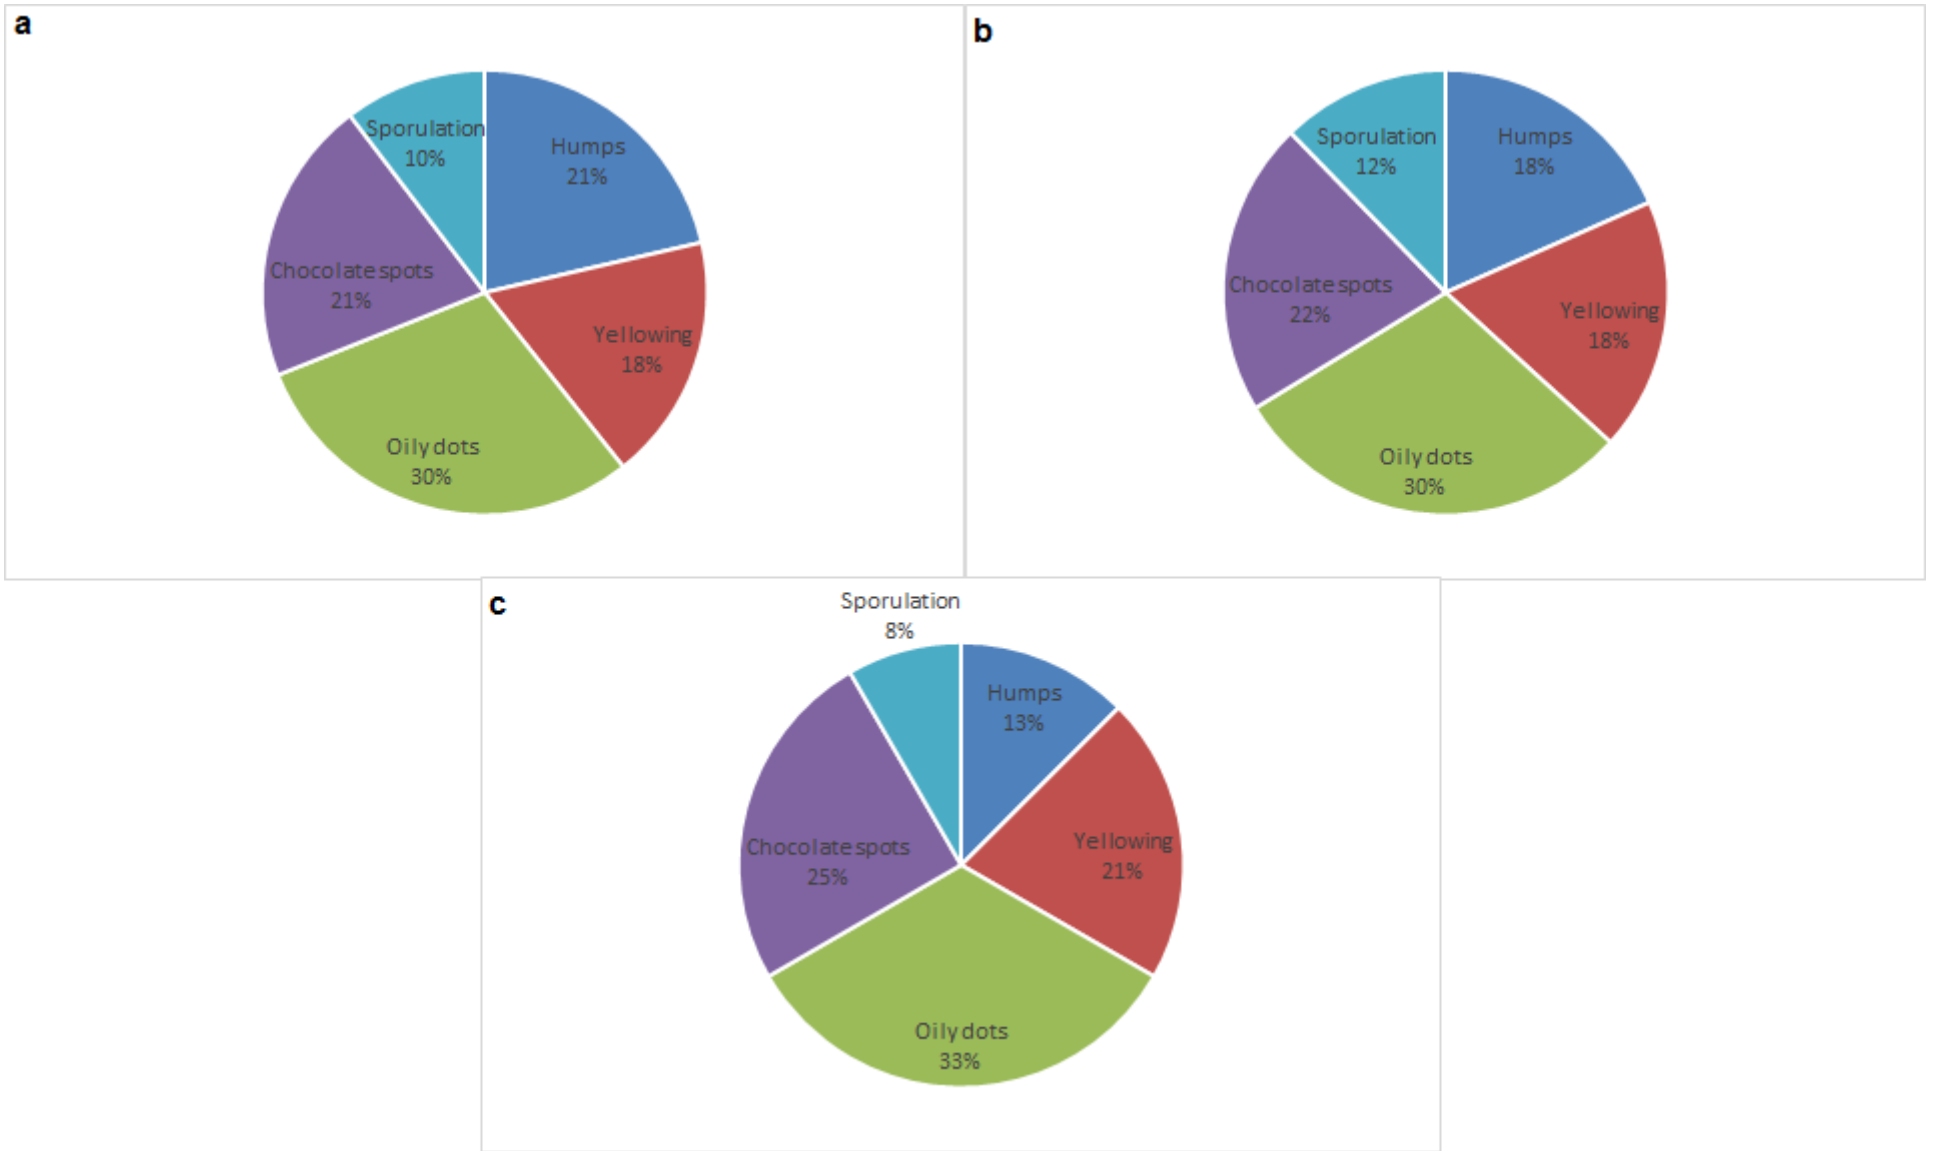 a
Sporulation
10%
Humps
21%
Chocolate spots
21%
Yellowing
18%
Oily dots
30%
b
Sporulation
12%
Humps
18%
Chocolate spots
22%
Yellowing
18%
Oily dots
30%
c
Sporulation
8%
Humps
13%
Chocolate spots
25%
Yellowing
21%
Oily dots
33%